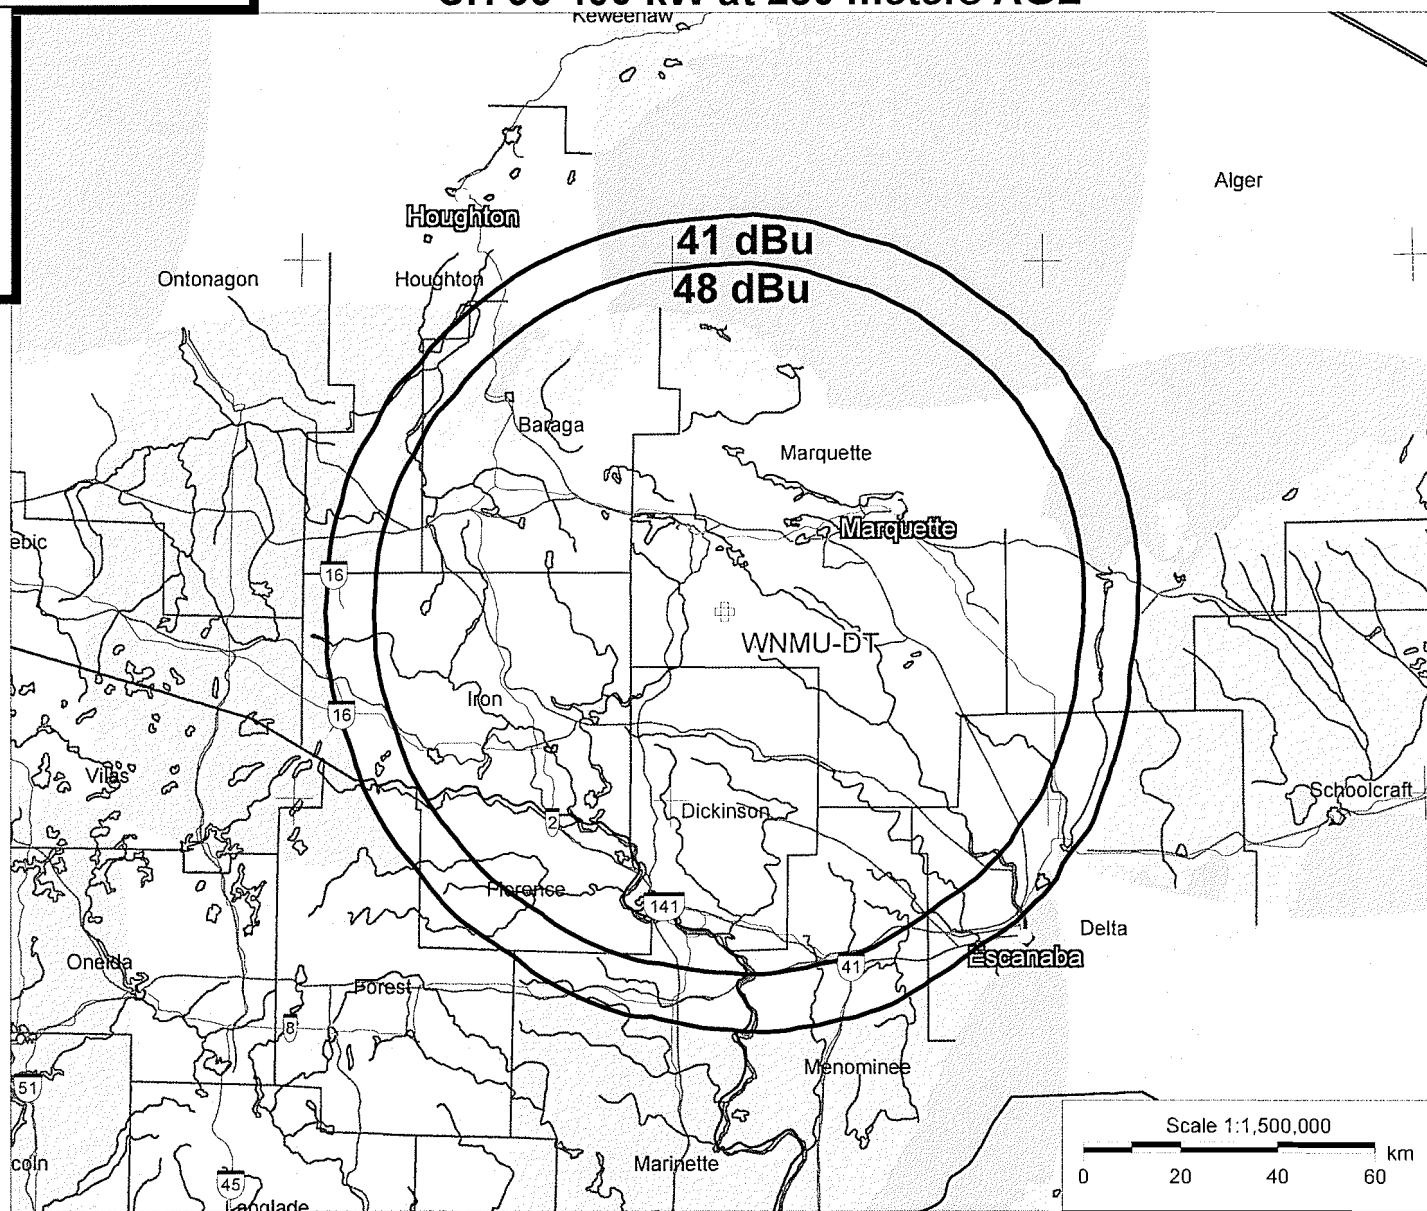 Keweenaw
Alger
Houghton
41 dBu
Ontonagon
Houghton
48 dBu
Baraga
Marquette
Marquette
ebic
16
WNMU-DT
Iron
16
Vilas
Schoolcraft
Dickinson
2
Florence
141
Delta
Escanaba
Oneida
41
Forest
8
Menominee
51
Scale 1:1,500,000
km
0 20 40 60
coln
Marinette
45
Langlade